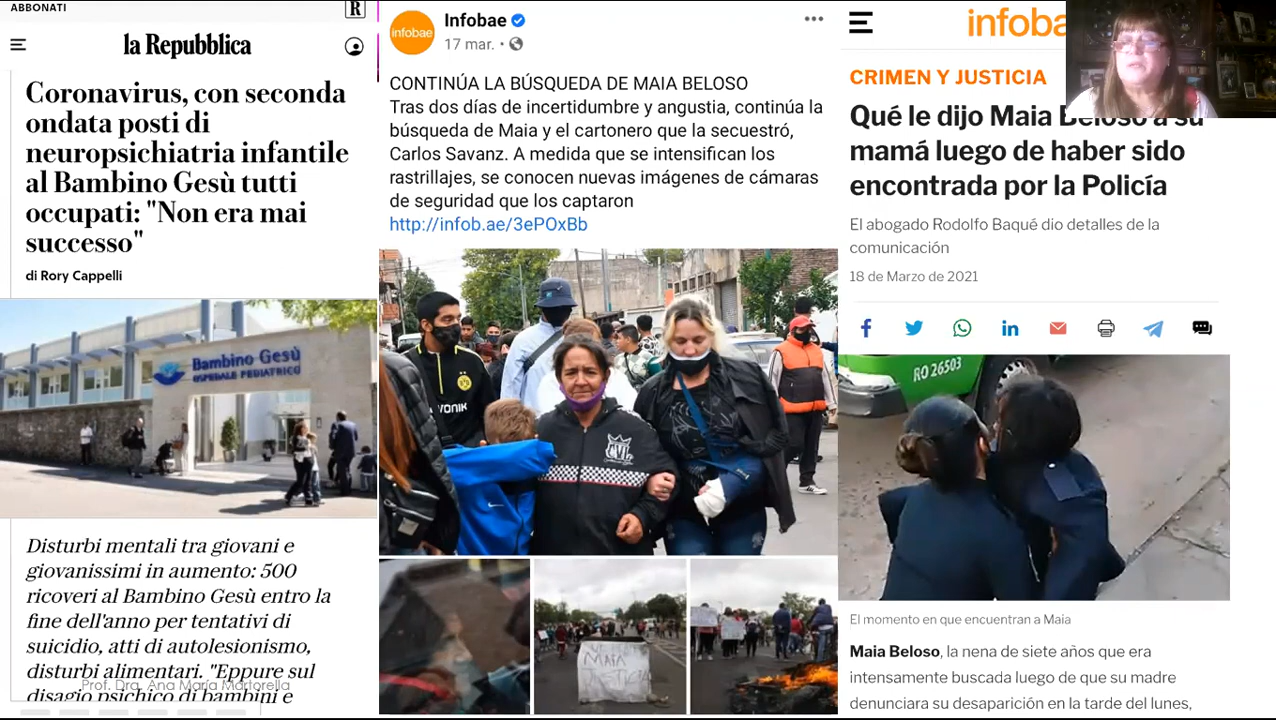 ABBONATI
R
la Repubblica
Coronavirus, con seconda
ondata posti di
neuropsichiatria infantile
al Bambino Gesù tutti
occupati: "Non era mai
successo"
di Rory Cappelli
Bambino Gesù
OSPEDALE PEDIATRICO
Disturbi mentali tra giovani e
giovanissimi in aumento: 500
ricoveri al Bambino Gesù entro la
fine dell'anno per tentativi di
suicidio, atti di autolesionismo,
disturbi alimentari. "Eppure sul
disagio psichico di bambini e
Prof. Dra. Ana María Martorella
infobae
Infobae
17 mar.
CONTINÚA LA BÚSQUEDA DE MAIA BELOSO
Tras dos días de incertidumbre y angustia, continúa la
búsqueda de Maia y el cartonero que la secuestró,
Carlos Savanz. A medida que se intensifican los
rastrillajes, se conocen nuevas imágenes de cámaras
de seguridad que los captaron
http://infob.ae/3ePOxBb
VONIK
MAIA
infoba
CRIMEN Y JUSTICIA
Qué le dijo Maia Beloso a su
mamá luego de haber sido
encontrada por la Policía
El abogado Rodolfo Baqué dio detalles de la
comunicación
18 de Marzo de 2021
RO 26503
El momento en que encuentran a Maia
Maia Beloso, la nena de siete años que era
intensamente buscada luego de que su madre
denunciara su desaparición en la tarde del lunes,